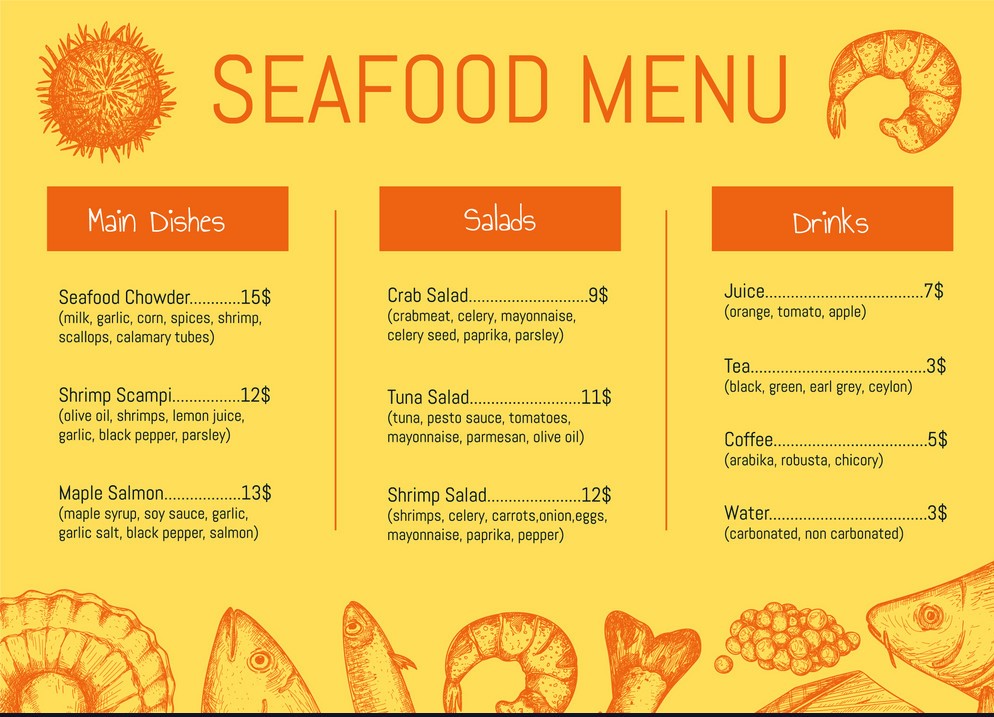 SEAFOOD MENU
Main Dishes
Seafood Chowder............15$
(milk, garlic, corn, spices, shrimp,
scallops, calamary tubes)
Shrimp Scampi................12$
(olive oil, shrimps, lemon juice,
garlic, black pepper, parsley)
Maple Salmon..................13$
(maple syrup, soy sauce, garlic,
garlic salt, black pepper, salmon)
Salads
Crab Salad............................9$
(crabmeat, celery, mayonnaise,
celery seed, paprika, parsley)
Tuna Salad..........................11$
(tuna, pesto sauce, tomatoes,
mayonnaise, parmesan, olive oil)
Shrimp Salad......................12$
(shrimps, celery, carrots,onion,eggs,
mayonnaise, paprika, pepper)
Drinks
Juice.....................................7$
(orange, tomato, apple)
Tea.........................................3$
(black, green, earl grey, ceylon)
Coffee....................................5$
(arabika, robusta, chicory)
Water.....................................3$
(carbonated, non carbonated)